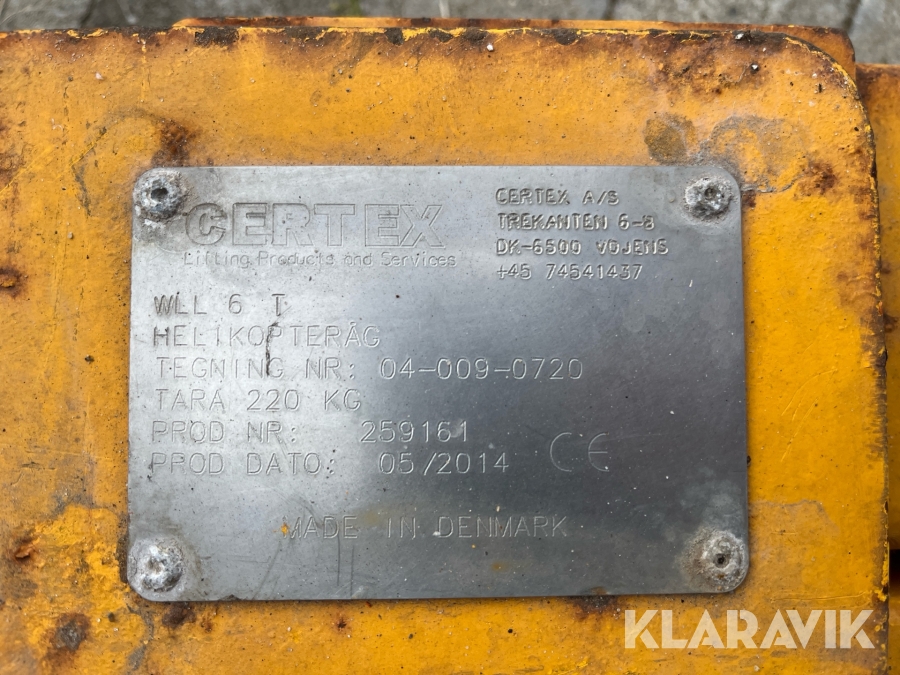 CERTEX
Lifting Products and Services
CERTEX A/S
TREKANTEN 6-8
DK-6500 VOJENS
+45 74541437
WLL 6 T
HELIKOPTERÅG
TEGNING NR: 04-009-0720
TARA 220 KG
PROD NR: 259161
PROD DATO: 05/2014
CE
MADE IN DENMARK
KLARAVIK